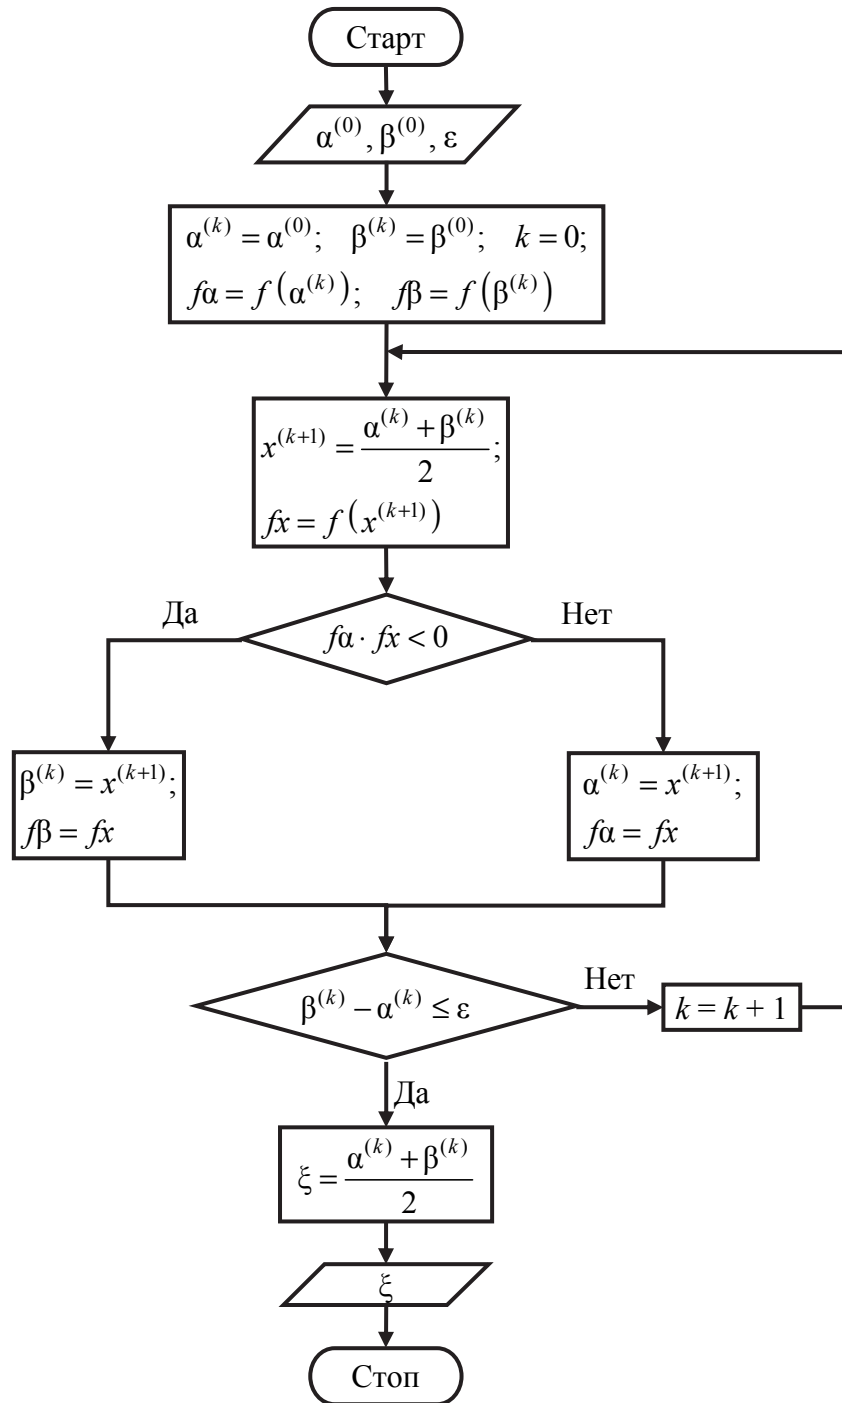 Старт
α⁽⁰⁾, β⁽⁰⁾, ε
α⁽ᵏ⁾ = α⁽⁰⁾; β⁽ᵏ⁾ = β⁽⁰⁾; k = 0;
fα = f(α⁽ᵏ⁾); fβ = f(β⁽ᵏ⁾)
x⁽ᵏ⁺¹⁾ = (α⁽ᵏ⁾ + β⁽ᵏ⁾)/2;
fx = f(x⁽ᵏ⁺¹⁾)
Да
fα · fx < 0
Нет
β⁽ᵏ⁾ = x⁽ᵏ⁺¹⁾;
fβ = fx
α⁽ᵏ⁾ = x⁽ᵏ⁺¹⁾;
fα = fx
β⁽ᵏ⁾ − α⁽ᵏ⁾ ≤ ε
Нет
k = k + 1
Да
ξ = (α⁽ᵏ⁾ + β⁽ᵏ⁾)/2
ξ
Стоп